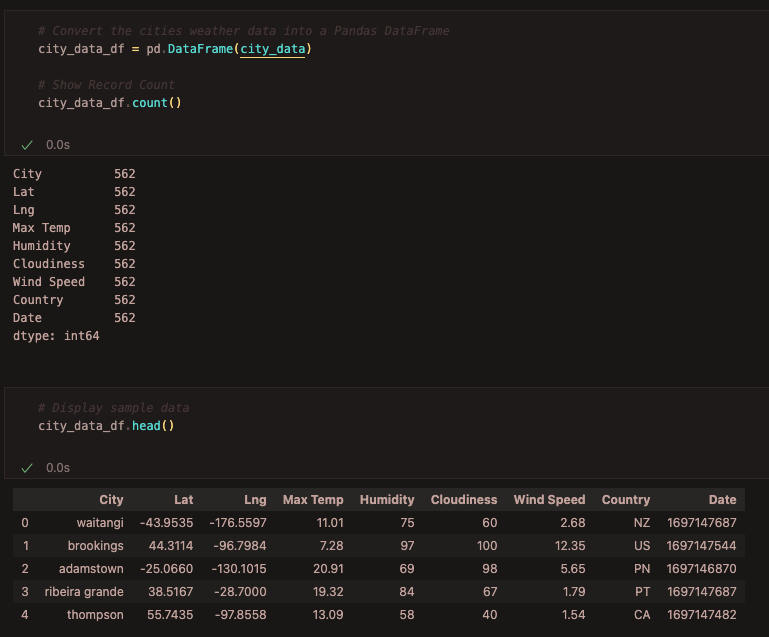 # Convert the cities weather data into a Pandas DataFrame
city_data_df = pd.DataFrame(city_data)
# Show Record Count
city_data_df.count()
0.0s
City 562
Lat 562
Lng 562
Max Temp 562
Humidity 562
Cloudiness 562
Wind Speed 562
Country 562
Date 562
dtype: int64
# Display sample data
city_data_df.head()
0.0s
City Lat Lng Max Temp Humidity Cloudiness Wind Speed Country Date
0 waitangi -43.9535 -176.5597 11.01 75 60 2.68 NZ 1697147687
1 brookings 44.3114 -96.7984 7.28 97 100 12.35 US 1697147544
2 adamstown -25.0660 -130.1015 20.91 69 98 5.65 PN 1697146870
3 ribeira grande 38.5167 -28.7000 19.32 84 67 1.79 PT 1697147687
4 thompson 55.7435 -97.8558 13.09 58 40 1.54 CA 1697147482